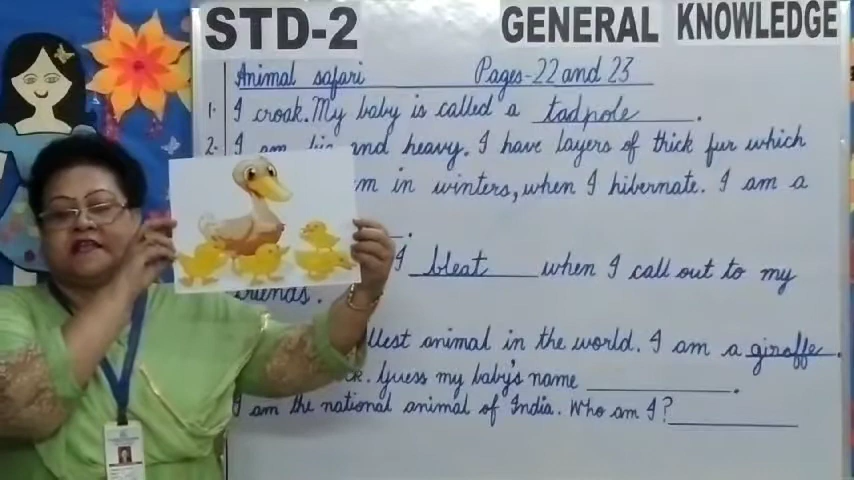 STD-2 GENERAL KNOWLEDGE
Animal safari Pages-22 and 23
1. I croak. My baby is called a tadpole.
2. I am big and heavy. I have layers of thick fur which
in winters, when I hibernate. I am a
.
I bleat when I call out to my
friends.
animal in the world. I am a giraffe.
Guess my baby's name ________.
I am the national animal of India. Who am I?________